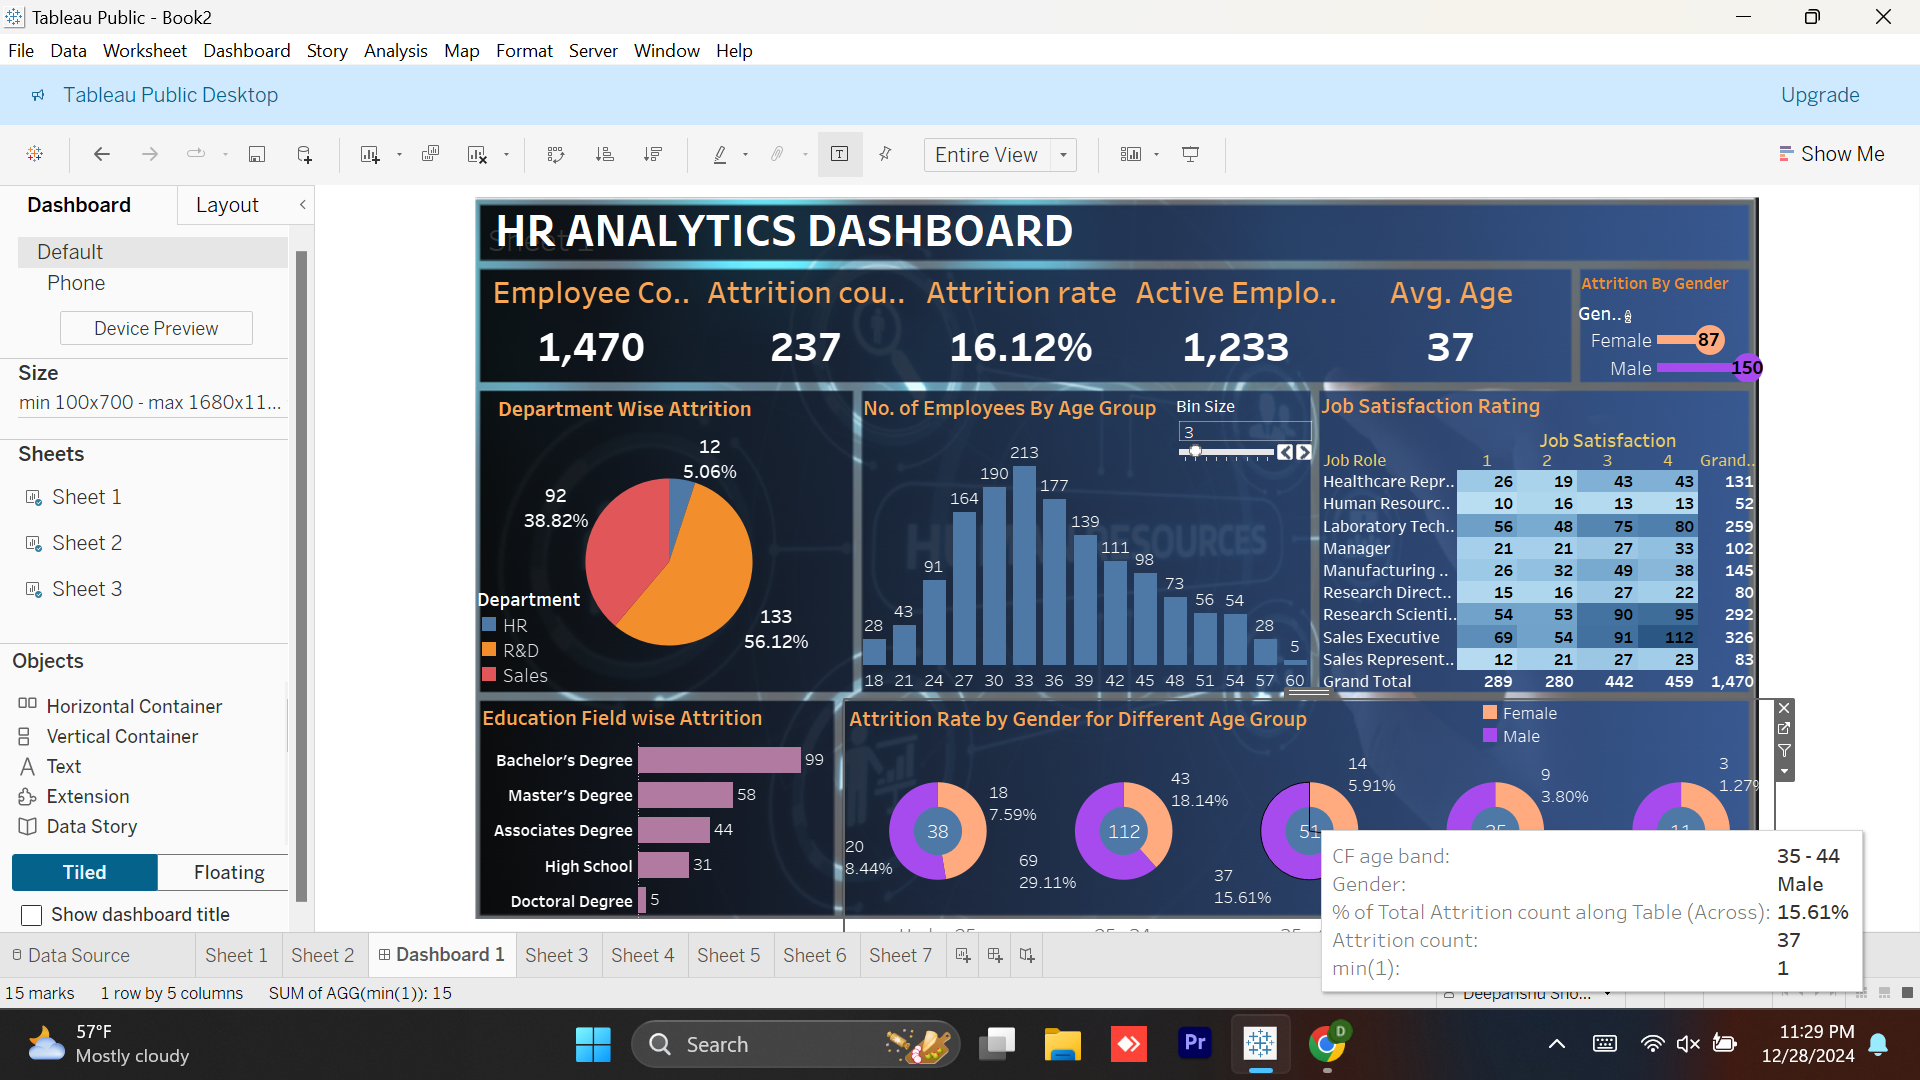 Tableau Public - Book2
File Data Worksheet Dashboard Story Analysis Map Format Server Window Help
Tableau Public Desktop
Upgrade
Entire View
Show Me
Dashboard
Layout
Default
Phone
Device Preview
Size
min 100x700 - max 1680x11...
Sheets
Sheet 1
Sheet 2
Sheet 3
Objects
Horizontal Container
Vertical Container
Text
Extension
Data Story
Tiled
Floating
Show dashboard title
Sheet 1
HR ANALYTICS DASHBOARD
Employee Co.. Attrition cou.. Attrition rate Active Emplo.. Avg. Age
1,470 237 16.12% 1,233 37
Attrition By Gender
Gen..
Female 87
Male 150
Department Wise Attrition
12
5.06%
92
38.82%
133
56.12%
Department
HR
R&D
Sales
No. of Employees By Age Group
Bin Size
3
28 43 91 164 190 213 177 139 111 98 73 56 54 28 5
18 21 24 27 30 33 36 39 42 45 48 51 54 57 60
Job Satisfaction Rating
Job Satisfaction
Job Role 1 2 3 4 Grand..
Healthcare Repr.. 26 19 43 43 131
Human Resourc.. 10 16 13 13 52
Laboratory Tech.. 56 48 75 80 259
Manager 21 21 27 33 102
Manufacturing .. 26 32 49 38 145
Research Direct.. 15 16 27 22 80
Research Scienti.. 54 53 90 95 292
Sales Executive 69 54 91 112 326
Sales Represent.. 12 21 27 23 83
Grand Total 289 280 442 459 1,470
Education Field wise Attrition
Bachelor's Degree 99
Master's Degree 58
Associates Degree 44
High School 31
Doctoral Degree 5
Attrition Rate by Gender for Different Age Group
Female
Male
38
18
7.59%
20
8.44%
112
43
18.14%
69
29.11%
51
14
5.91%
37
15.61%
9
3.80%
3
1.27%
CF age band: 35 - 44
Gender: Male
% of Total Attrition count along Table (Across): 15.61%
Attrition count: 37
min(1): 1
Data Source Sheet 1 Sheet 2 Dashboard 1 Sheet 3 Sheet 4 Sheet 5 Sheet 6 Sheet 7
15 marks 1 row by 5 columns SUM of AGG(min(1)): 15
Deepanshu Sho...
57°F
Mostly cloudy
Search
Pr
D
11:29 PM
12/28/2024